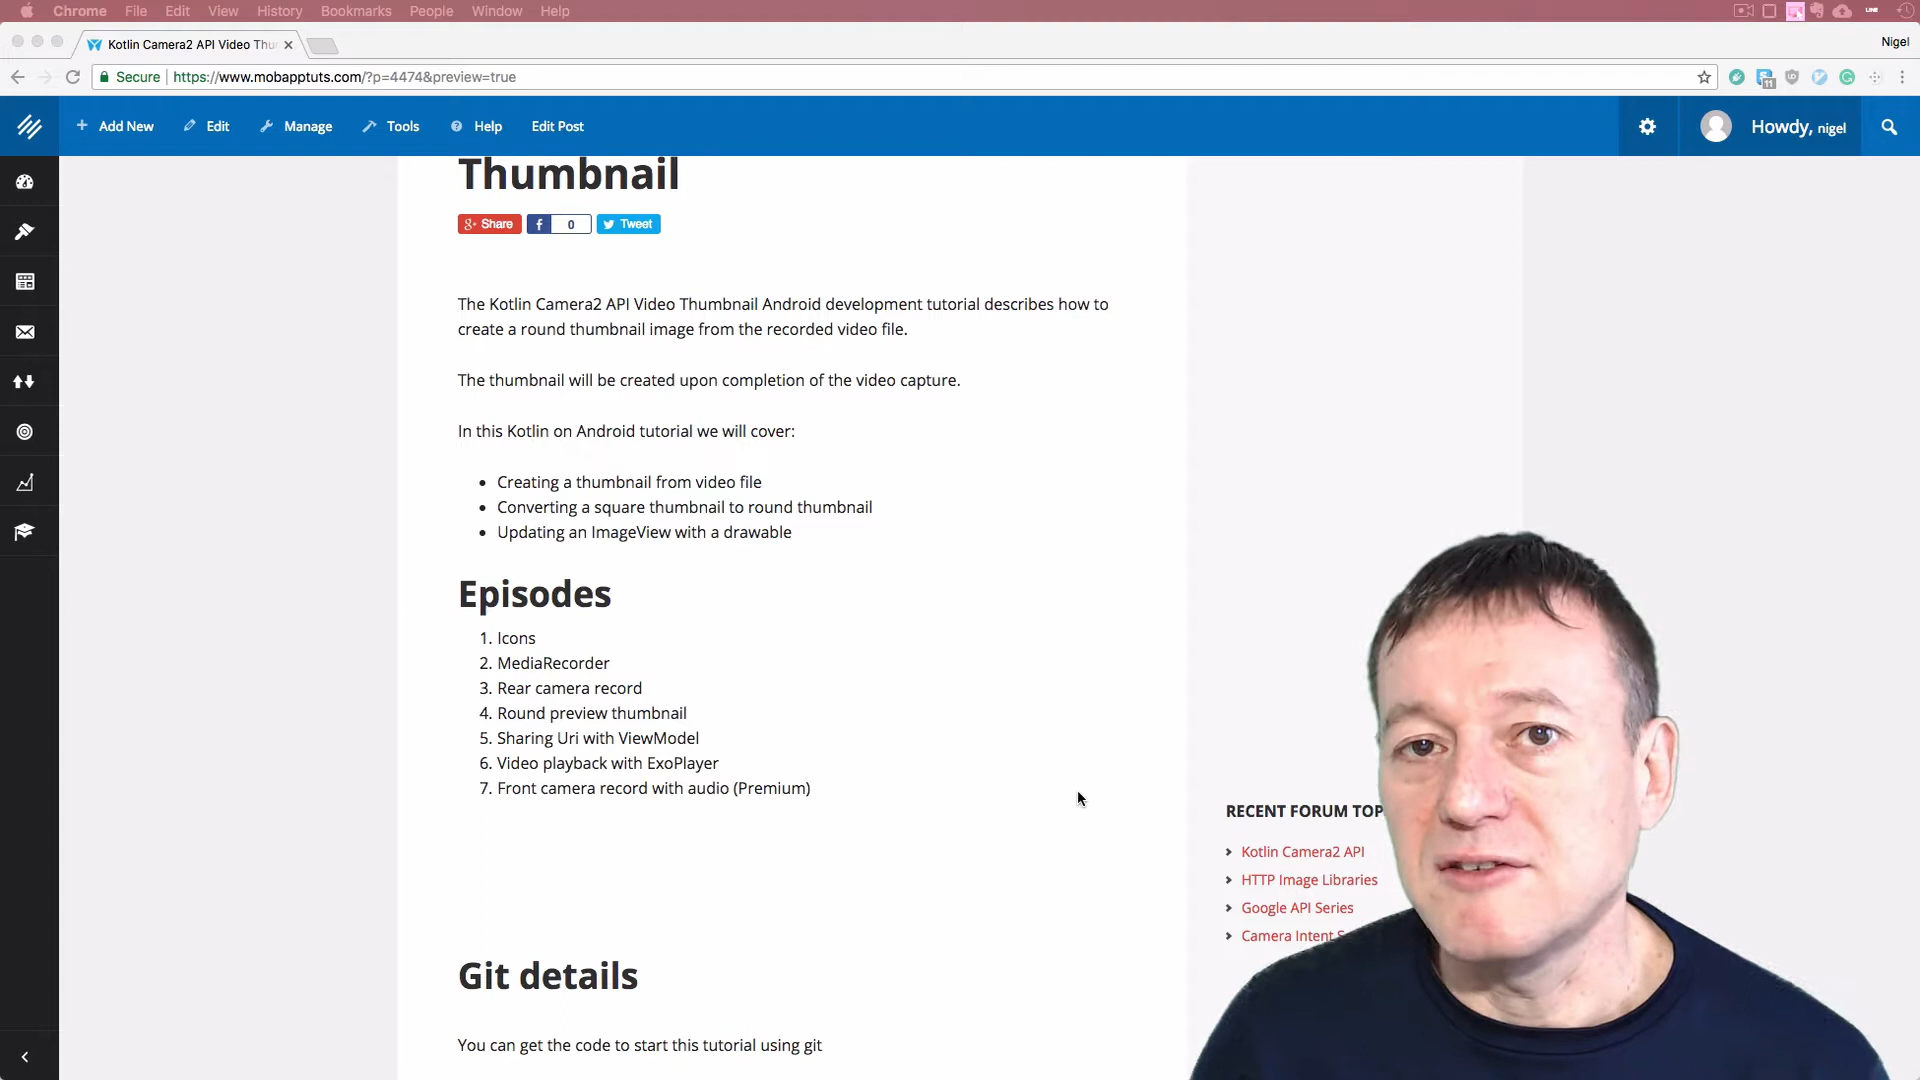 Chrome File Edit View History Bookmarks People Window Help
Kotlin Camera2 API Video Thu
Nigel
Secure | https://www.mobapptuts.com/?p=4474&preview=true
11
Add New Edit Manage Tools Help Edit Post
Howdy, nigel
Thumbnail
G+ Share f 0 Tweet
The Kotlin Camera2 API Video Thumbnail Android development tutorial describes how to
create a round thumbnail image from the recorded video file.
The thumbnail will be created upon completion of the video capture.
In this Kotlin on Android tutorial we will cover:
• Creating a thumbnail from video file
• Converting a square thumbnail to round thumbnail
• Updating an ImageView with a drawable
Episodes
1. Icons
2. MediaRecorder
3. Rear camera record
4. Round preview thumbnail
5. Sharing Uri with ViewModel
6. Video playback with ExoPlayer
7. Front camera record with audio (Premium)
RECENT FORUM TOP
Kotlin Camera2 API
HTTP Image Libraries
Google API Series
Camera Intent S
Git details
You can get the code to start this tutorial using git